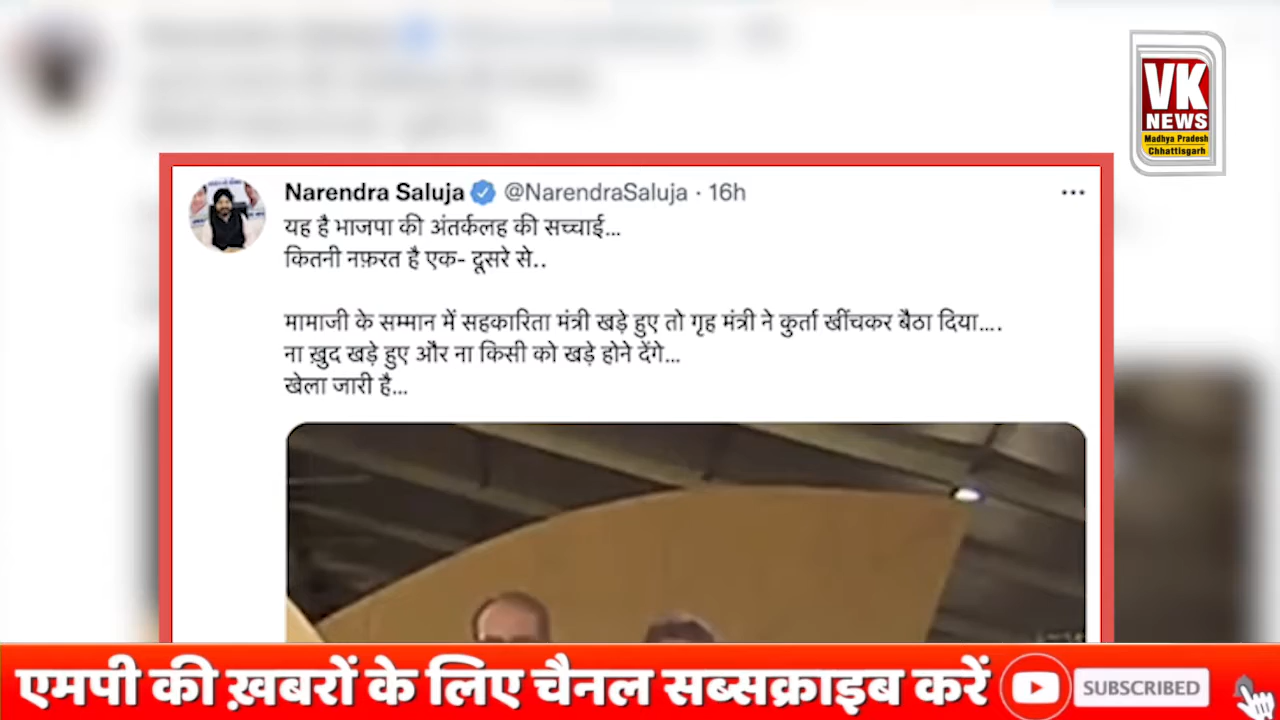 VK
NEWS
Madhya Pradesh
Chhattisgarh
Narendra Saluja @NarendraSaluja · 16h
यह है भाजपा की अंतर्कलह की सच्चाई...
कितनी नफ़रत है एक- दूसरे से..
मामाजी के सम्मान में सहकारिता मंत्री खड़े हुए तो गृह मंत्री ने कुर्ता खींचकर बैठा दिया....
ना ख़ुद खड़े हुए और ना किसी को खड़े होने देंगे...
खेला जारी है...
एमपी की ख़बरों के लिए चैनल सब्सक्राइब करें
SUBSCRIBED